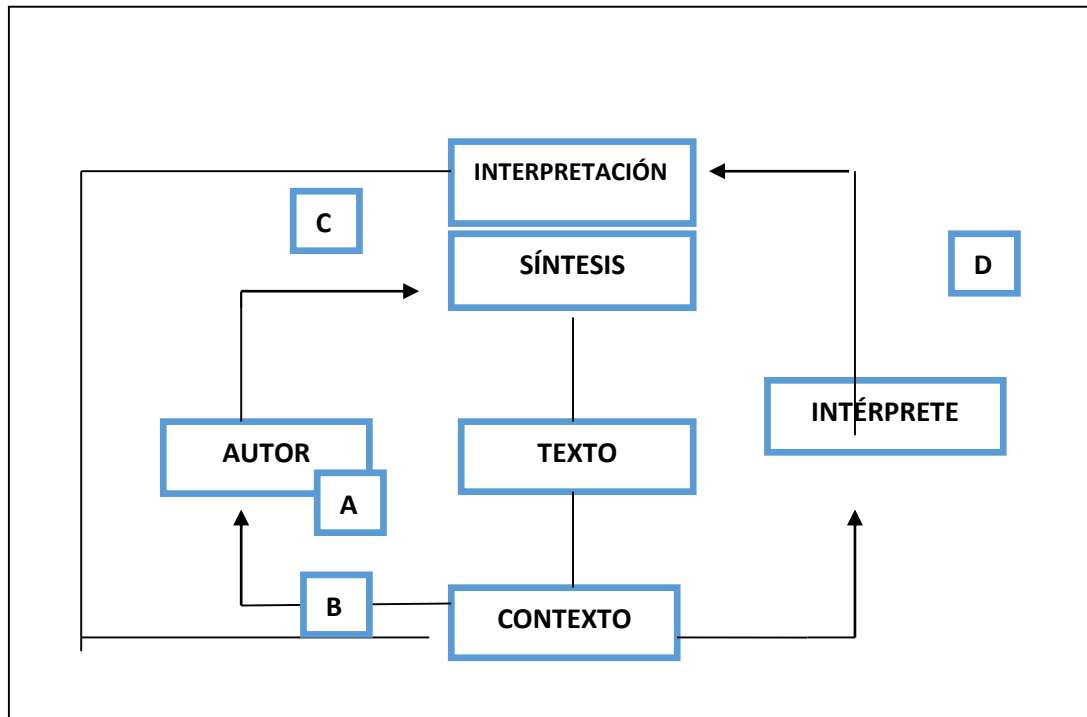 INTERPRETACIÓN
C
SÍNTESIS
D
INTÉRPRETE
AUTOR
TEXTO
A
B
CONTEXTO